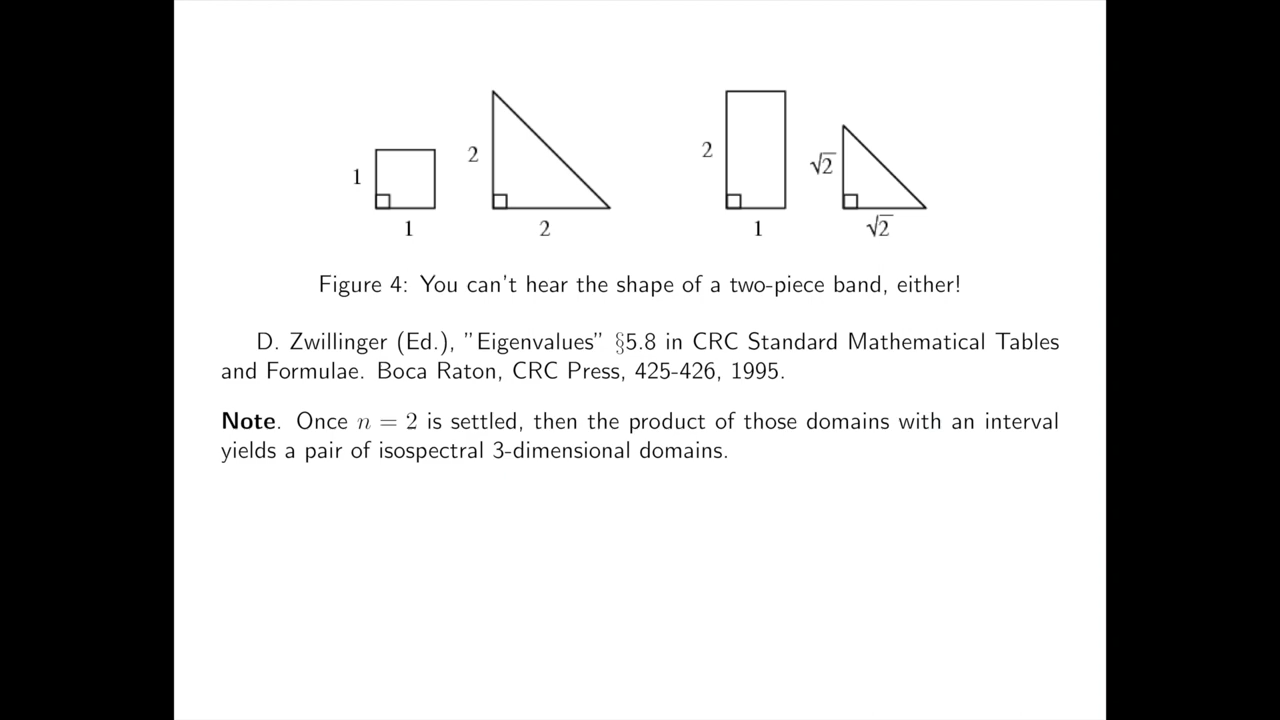 1
1
2
2
2
1
√2
√2
Figure 4: You can't hear the shape of a two-piece band, either!
D. Zwillinger (Ed.), "Eigenvalues" §5.8 in CRC Standard Mathematical Tables
and Formulae. Boca Raton, CRC Press, 425-426, 1995.
Note. Once n = 2 is settled, then the product of those domains with an interval
yields a pair of isospectral 3-dimensional domains.